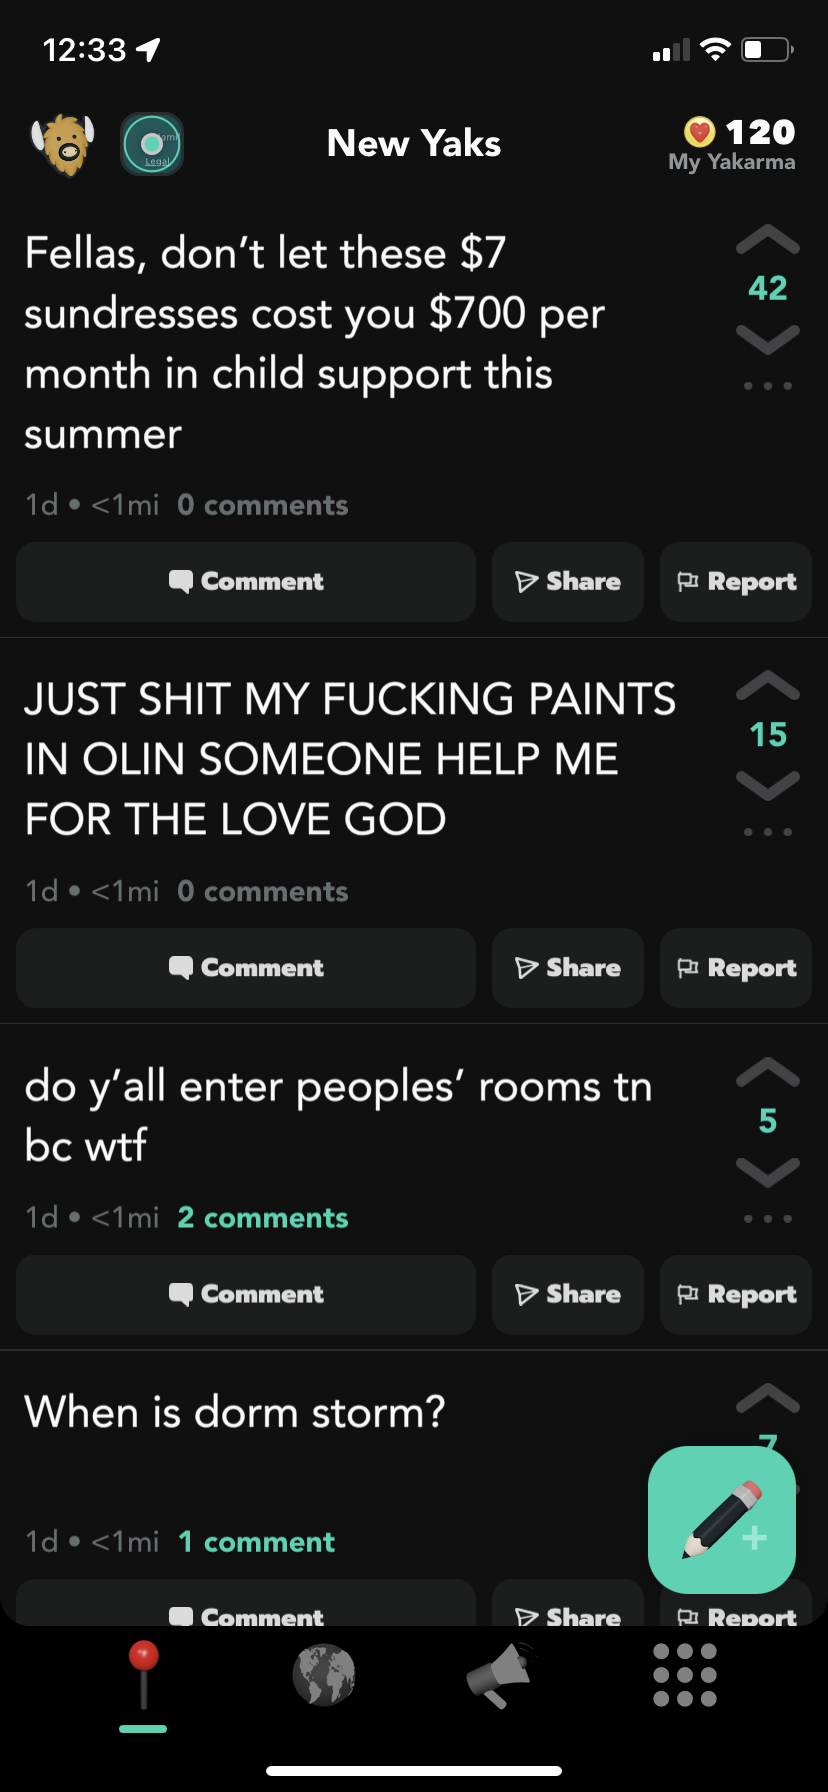 12:33
Legal
New Yaks
120
My Yakarma
Fellas, don’t let these $7
sundresses cost you $700 per
month in child support this
summer
42
1d • <1mi 0 comments
Comment
Share
Report
JUST SHIT MY FUCKING PAINTS
IN OLIN SOMEONE HELP ME
FOR THE LOVE GOD
15
1d • <1mi 0 comments
Comment
Share
Report
do y’all enter peoples’ rooms tn
bc wtf
5
1d • <1mi 2 comments
Comment
Share
Report
When is dorm storm?
7
1d • <1mi 1 comment
Comment
Share
Report